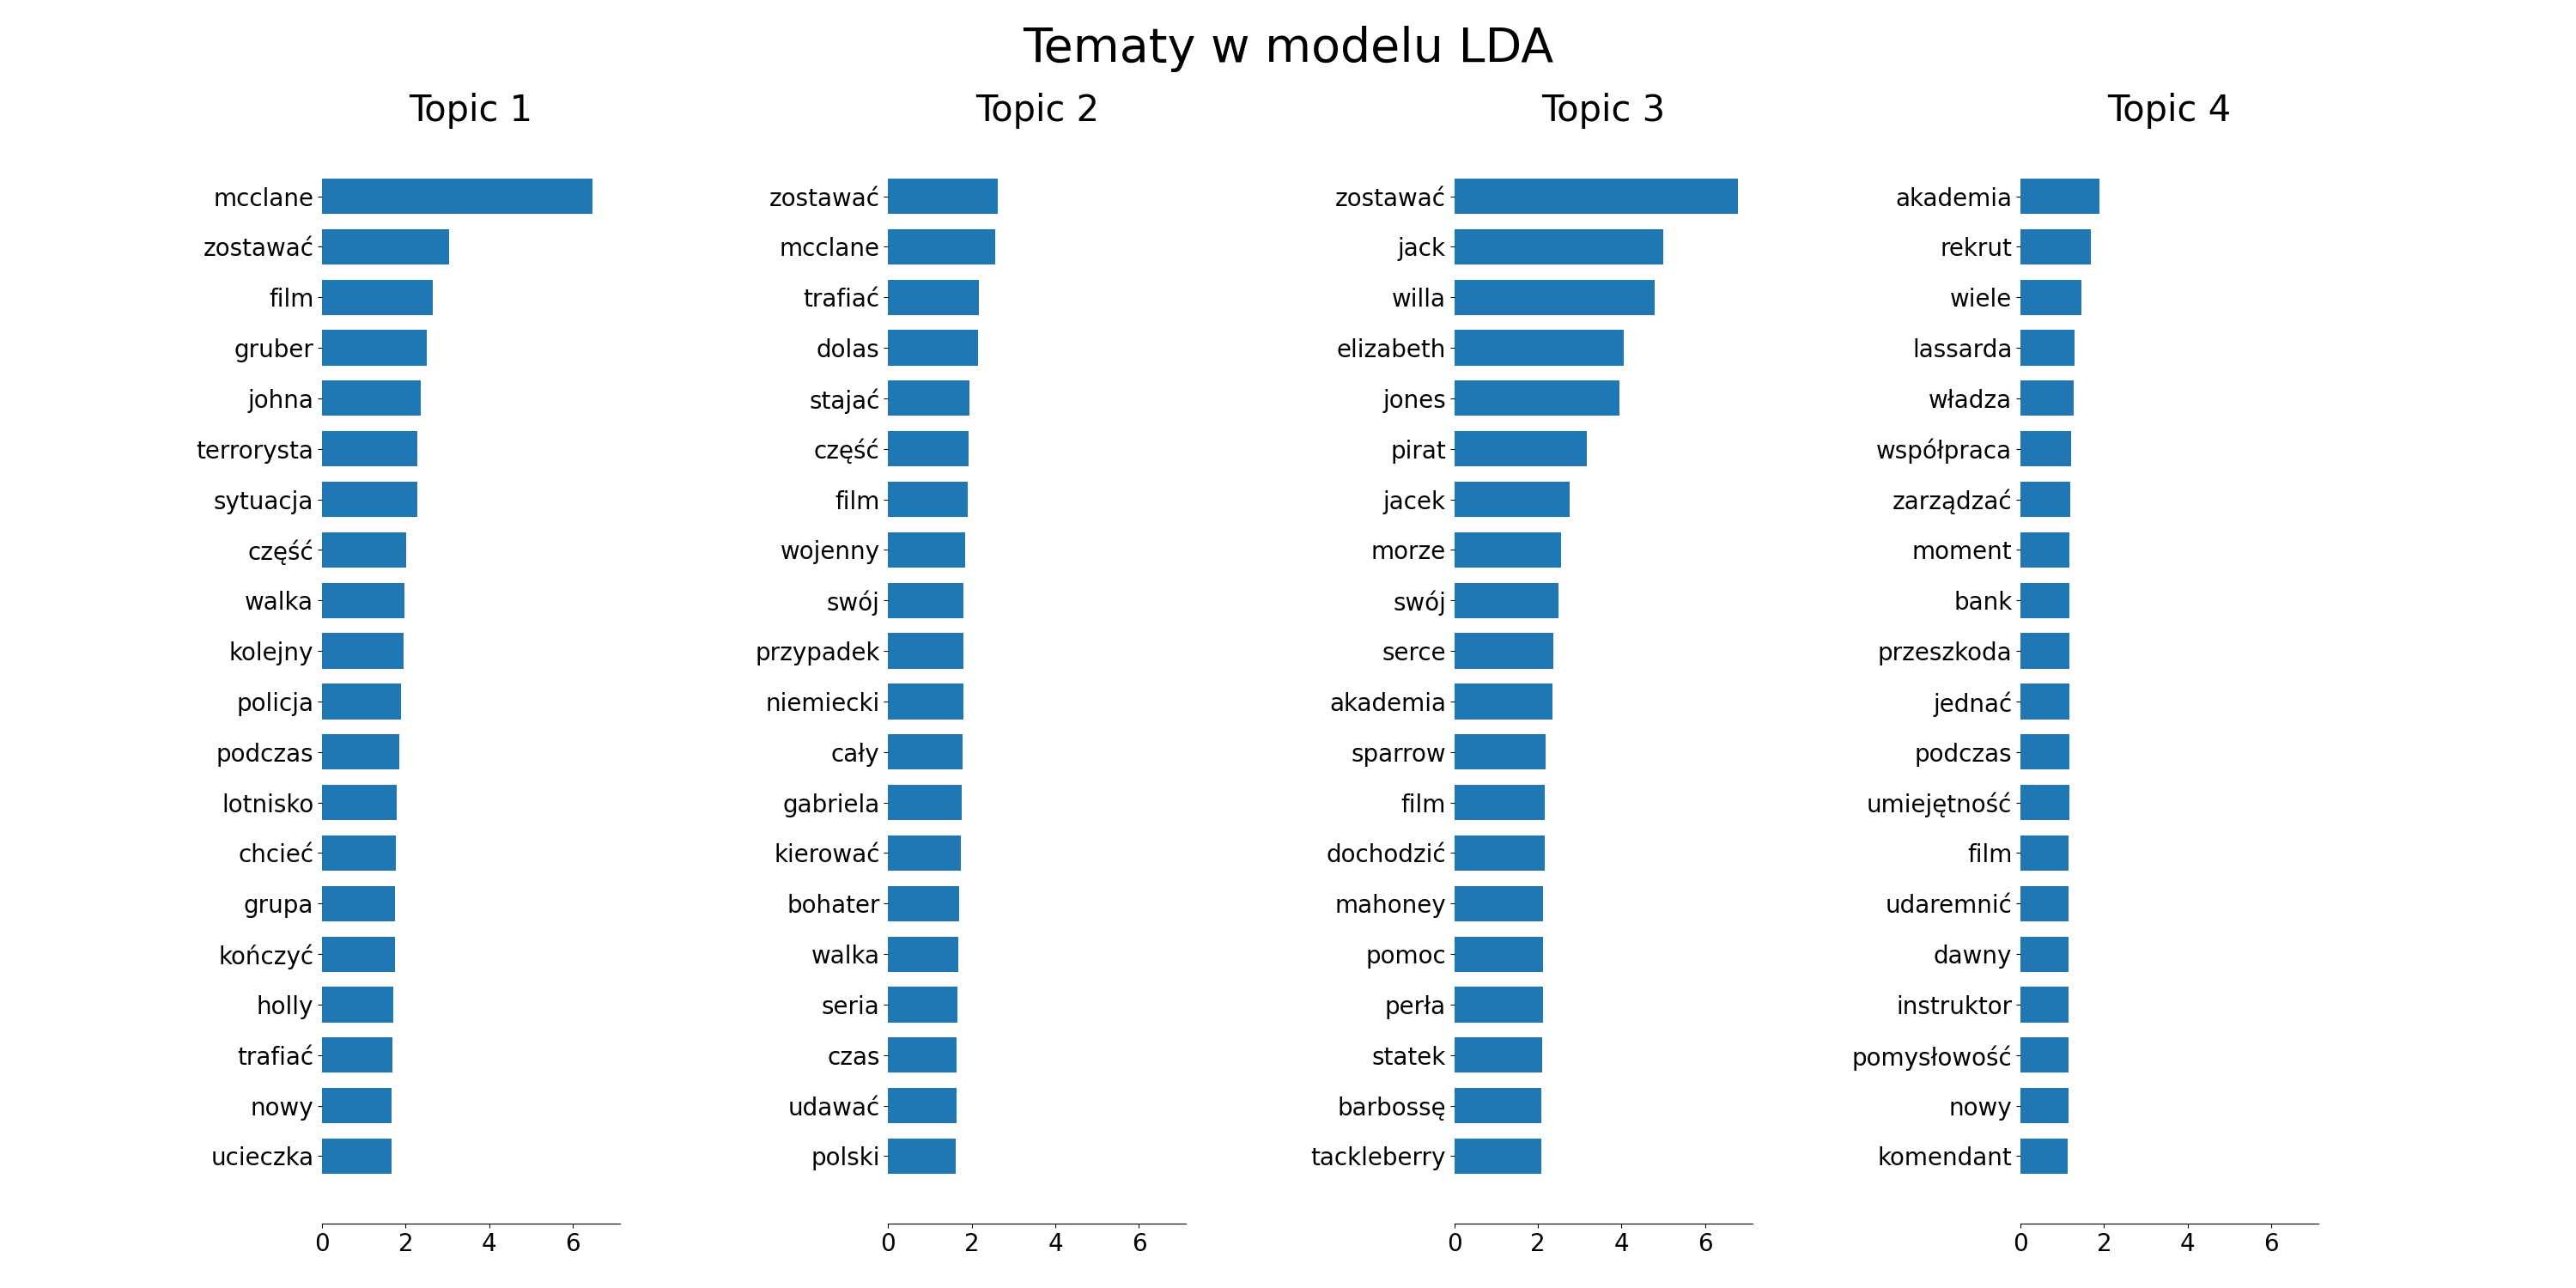 Tematy w modelu LDA
Topic 1
mcclane
zostawać
film
gruber
johna
terrorysta
sytuacja
część
walka
kolejny
policja
podczas
lotnisko
chcieć
grupa
kończyć
holly
trafiać
nowy
ucieczka
0 2 4 6
Topic 2
zostawać
mcclane
trafiać
dolas
stajać
część
film
wojenny
swój
przypadek
niemiecki
cały
gabriela
kierować
bohater
walka
seria
czas
udawać
polski
0 2 4 6
Topic 3
zostawać
jack
willa
elizabeth
jones
pirat
jacek
morze
swój
serce
akademia
sparrow
film
dochodzić
mahoney
pomoc
perła
statek
barbossę
tackleberry
0 2 4 6
Topic 4
akademia
rekrut
wiele
lassarda
władza
współpraca
zarządzać
moment
bank
przeszkoda
jednać
podczas
umiejętność
film
udaremnić
dawny
instruktor
pomysłowość
nowy
komendant
0 2 4 6